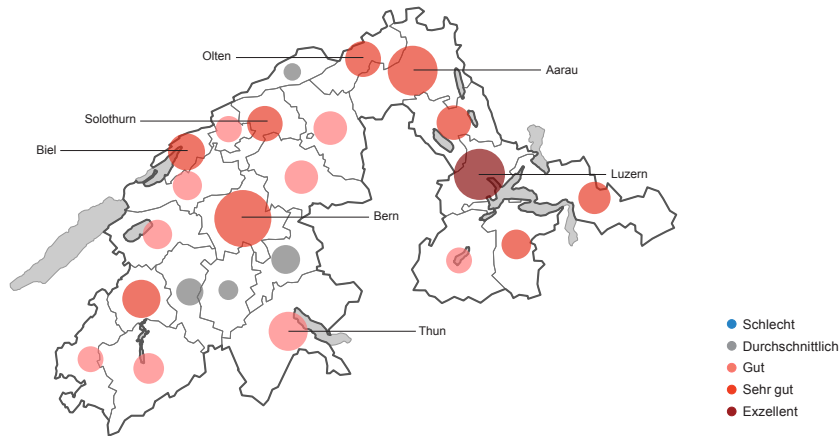 Olten
Aarau
Solothurn
Biel
Luzern
Bern
Thun
Schlecht
Durchschnittlich
Gut
Sehr gut
Exzellent